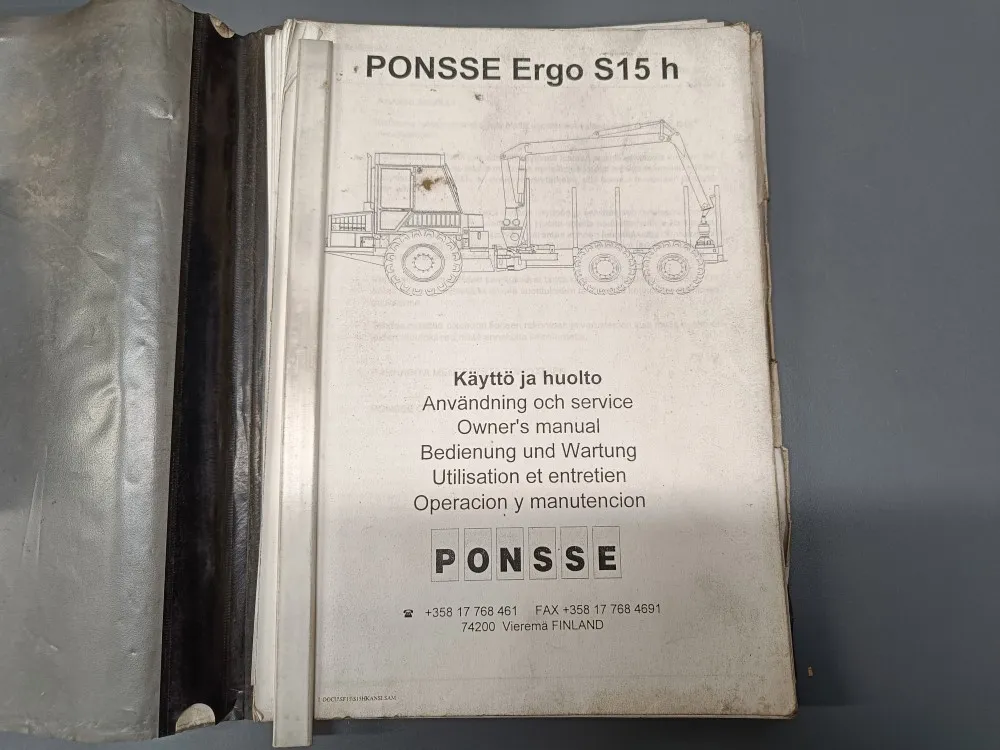 PONSSE Ergo S15 h
Käyttö ja huolto
Användning och service
Owner's manual
Bedienung und Wartung
Utilisation et entretien
Operacion y manutencion
PONSSE
☎ +358 17 768 461 FAX +358 17 768 4691
74200 Vieremä FINLAND